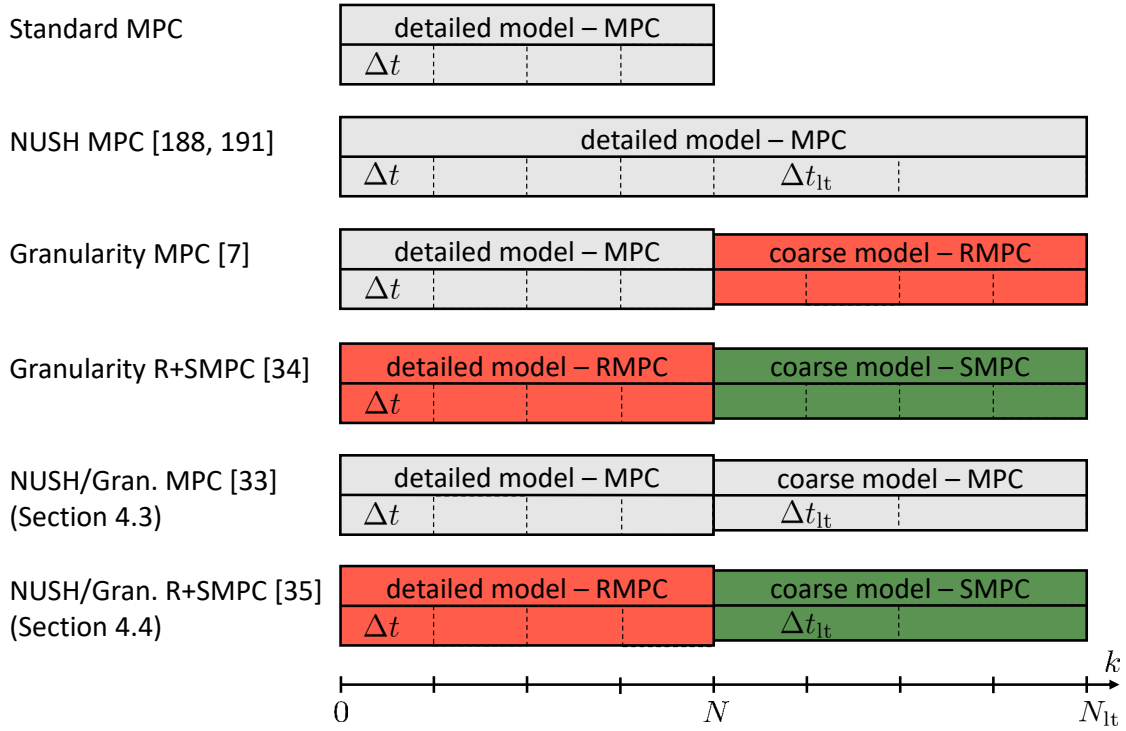 Standard MPC
detailed model – MPC
Δt
NUSH MPC [188, 191]
detailed model – MPC
Δt Δt_lt
Granularity MPC [7]
detailed model – MPC coarse model – RMPC
Δt
Granularity R+SMPC [34]
detailed model – RMPC coarse model – SMPC
Δt
NUSH/Gran. MPC [33]
(Section 4.3)
detailed model – MPC coarse model – MPC
Δt Δt_lt
NUSH/Gran. R+SMPC [35]
(Section 4.4)
detailed model – RMPC coarse model – SMPC
Δt Δt_lt
k
0 N N_lt